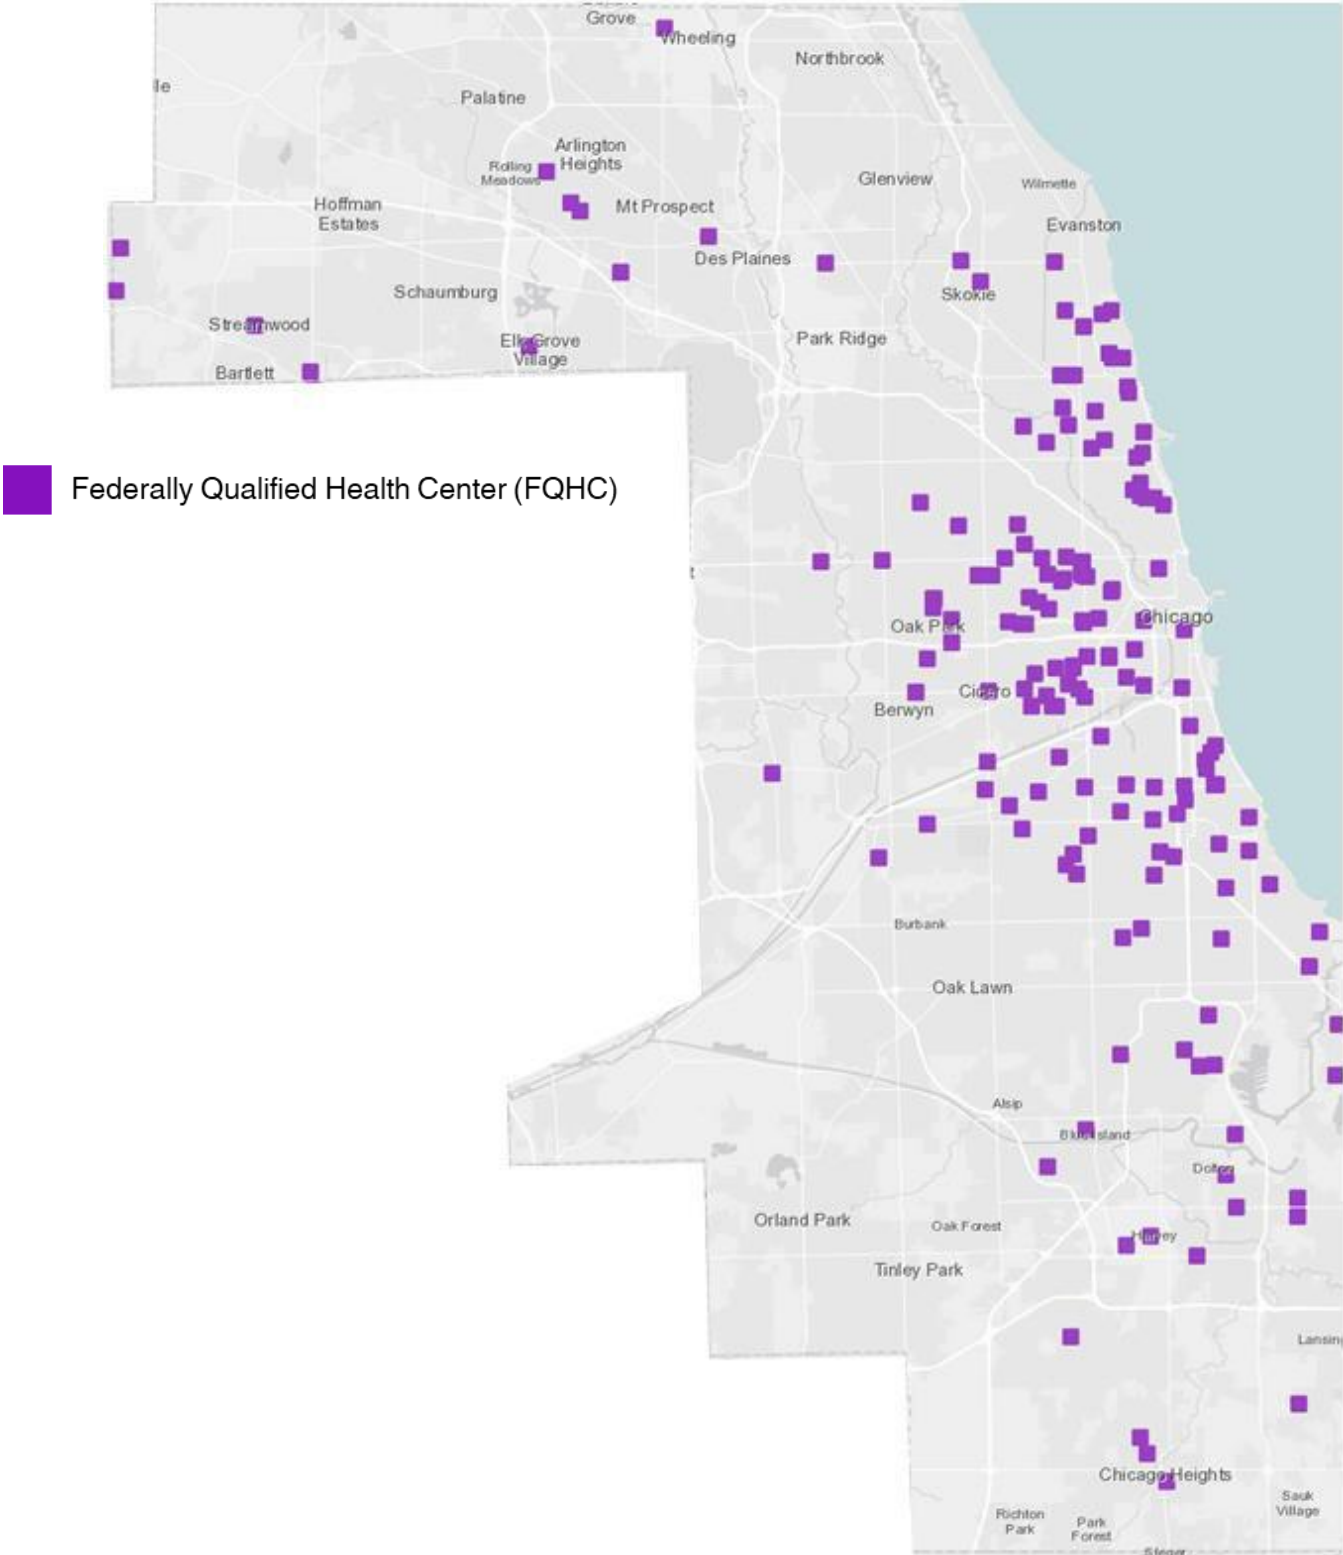 Grove
Wheeling
Northbrook
Palatine
Arlington
Heights
Rolling
Meadows
Glenview
Wilmette
Hoffman
Estates
Mt Prospect
Evanston
Des Plaines
Schaumburg
Skokie
Streamwood
Elk Grove
Village
Park Ridge
Bartlett
Federally Qualified Health Center (FQHC)
Chicago
Oak Park
Cicero
Berwyn
Burbank
Oak Lawn
Alsip
Blue Island
Dolton
Orland Park
Oak Forest
Harvey
Tinley Park
Lansing
Chicago Heights
Sauk
Village
Richton
Park
Park
Forest
Steger